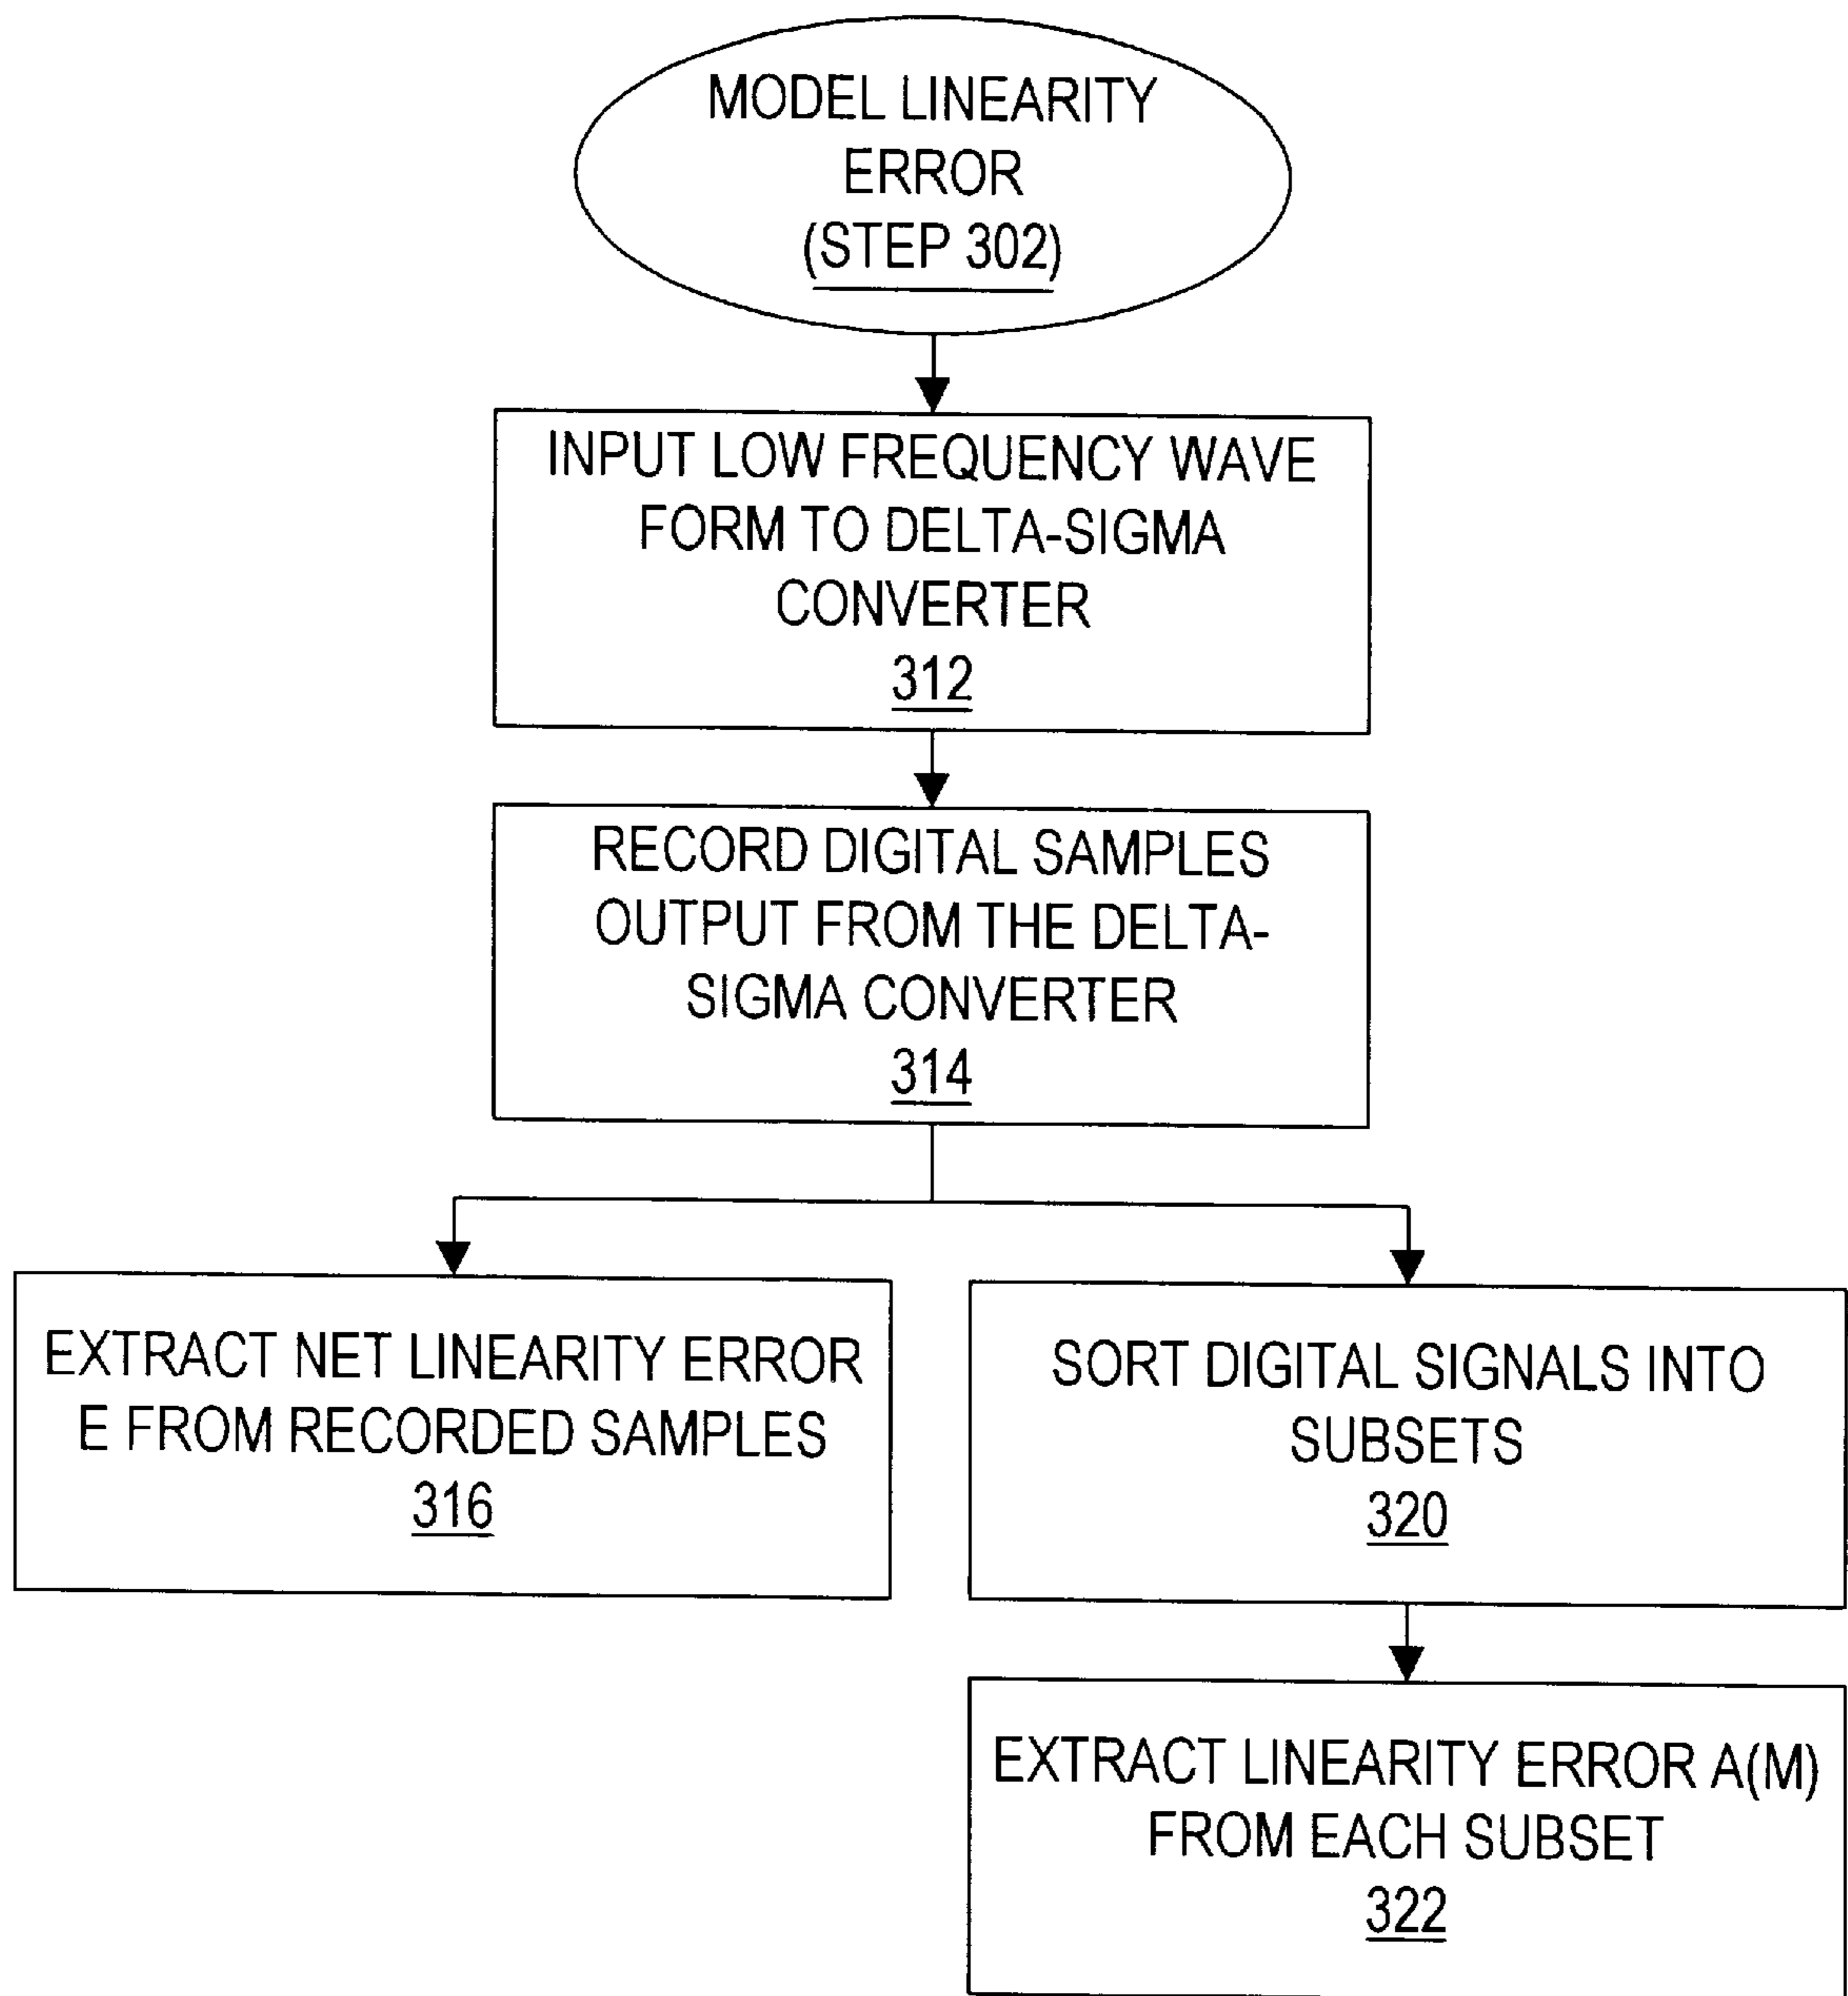 MODEL LINEARITY
ERROR
(STEP 302)
INPUT LOW FREQUENCY WAVE
FORM TO DELTA-SIGMA
CONVERTER
312
RECORD DIGITAL SAMPLES
OUTPUT FROM THE DELTA-
SIGMA CONVERTER
314
EXTRACT NET LINEARITY ERROR
E FROM RECORDED SAMPLES
316
SORT DIGITAL SIGNALS INTO
SUBSETS
320
EXTRACT LINEARITY ERROR A(M)
FROM EACH SUBSET
322